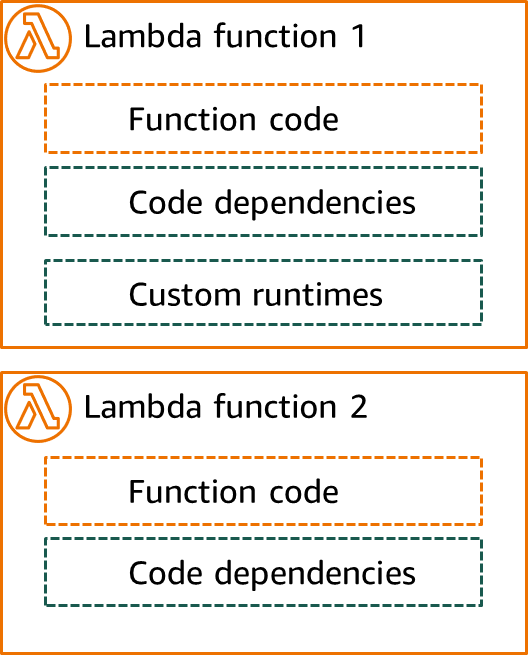 Lambda function 1
Function code
Code dependencies
Custom runtimes
Lambda function 2
Function code
Code dependencies